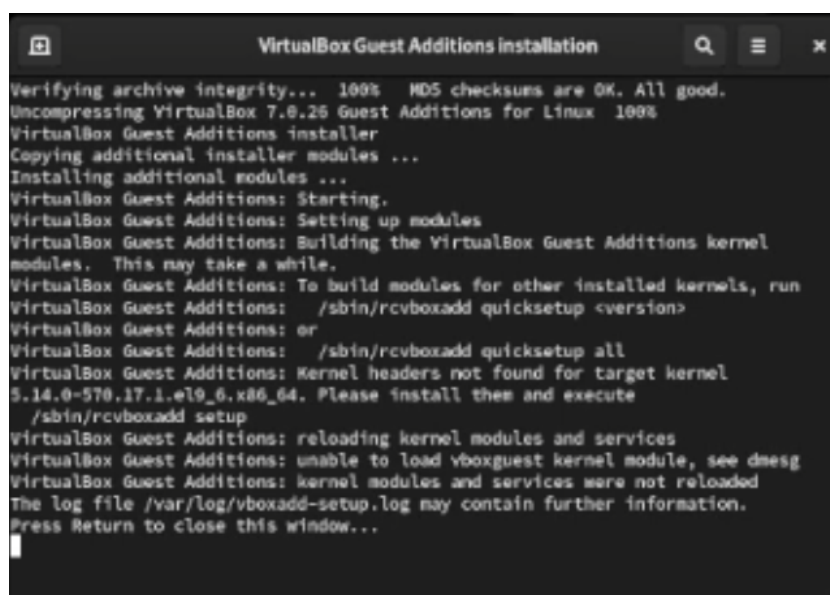 VirtualBox Guest Additions installation
Verifying archive integrity... 100% MD5 checksums are OK. All good.
Uncompressing VirtualBox 7.0.26 Guest Additions for Linux 100%
VirtualBox Guest Additions installer
Copying additional installer modules ...
Installing additional modules ...
VirtualBox Guest Additions: Starting.
VirtualBox Guest Additions: Setting up modules
VirtualBox Guest Additions: Building the VirtualBox Guest Additions kernel
modules. This may take a while.
VirtualBox Guest Additions: To build modules for other installed kernels, run
VirtualBox Guest Additions: /sbin/rcvboxadd quicksetup <version>
VirtualBox Guest Additions: or
VirtualBox Guest Additions: /sbin/rcvboxadd quicksetup all
VirtualBox Guest Additions: Kernel headers not found for target kernel
5.14.0-570.17.1.el9_6.x86_64. Please install them and execute
/sbin/rcvboxadd setup
VirtualBox Guest Additions: reloading kernel modules and services
VirtualBox Guest Additions: unable to load vboxguest kernel module, see dmesg
VirtualBox Guest Additions: kernel modules and services were not reloaded
The log file /var/log/vboxadd-setup.log may contain further information.
Press Return to close this window...